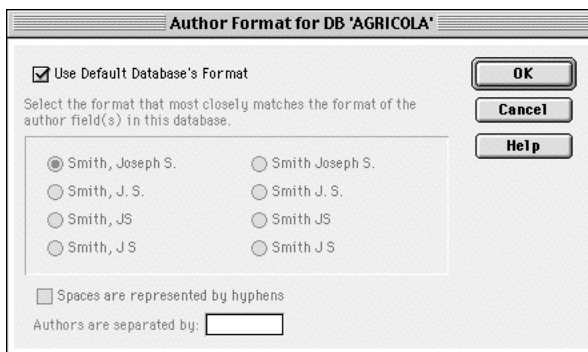 Author Format for DB 'AGRICOLA'
Use Default Database's Format
OK
Select the format that most closely matches the format of the
author field(s) in this database.
Cancel
Help
Smith, Joseph S.
Smith Joseph S.
Smith, J. S.
Smith J. S.
Smith, JS
Smith JS
Smith, J S
Smith J S
Spaces are represented by hyphens
Authors are separated by: